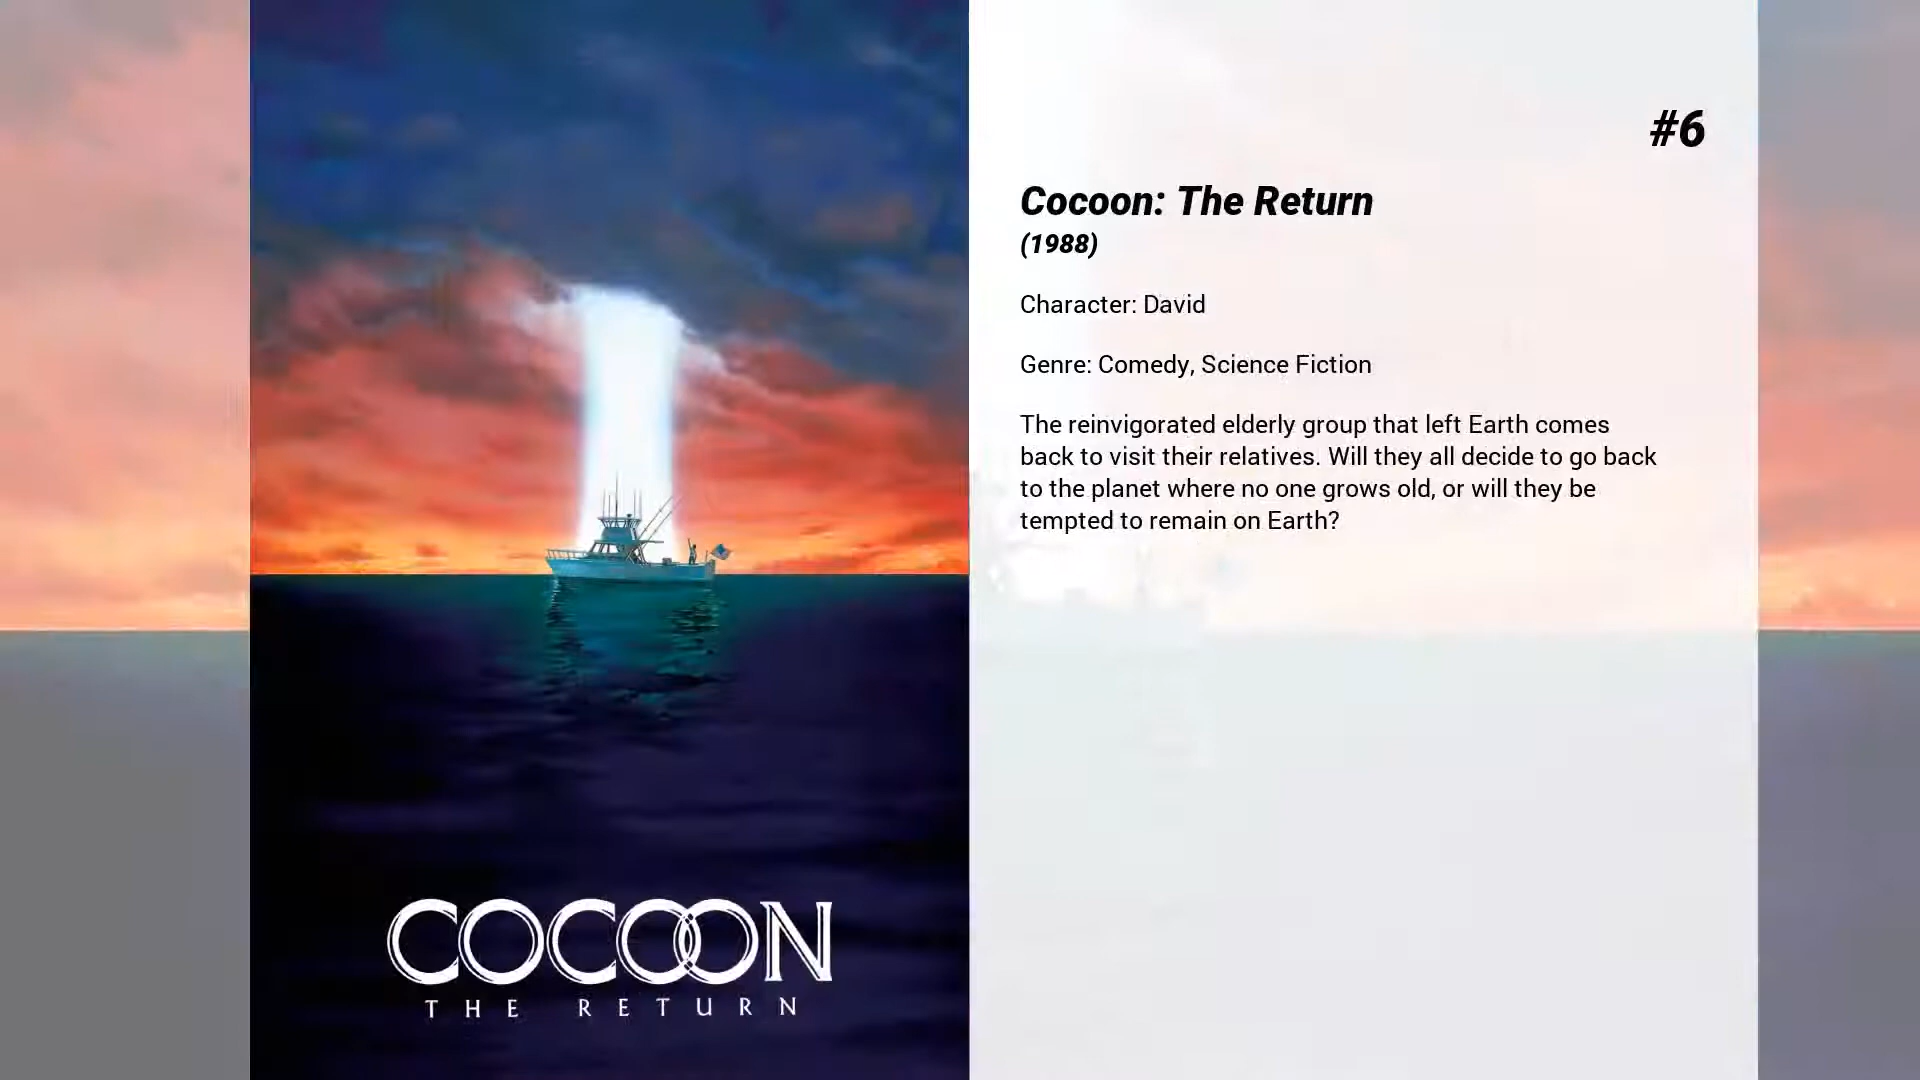 #6
Cocoon: The Return
(1988)
Character: David
Genre: Comedy, Science Fiction
The reinvigorated elderly group that left Earth comes
back to visit their relatives. Will they all decide to go back
to the planet where no one grows old, or will they be
tempted to remain on Earth?
COCOON
THE RETURN